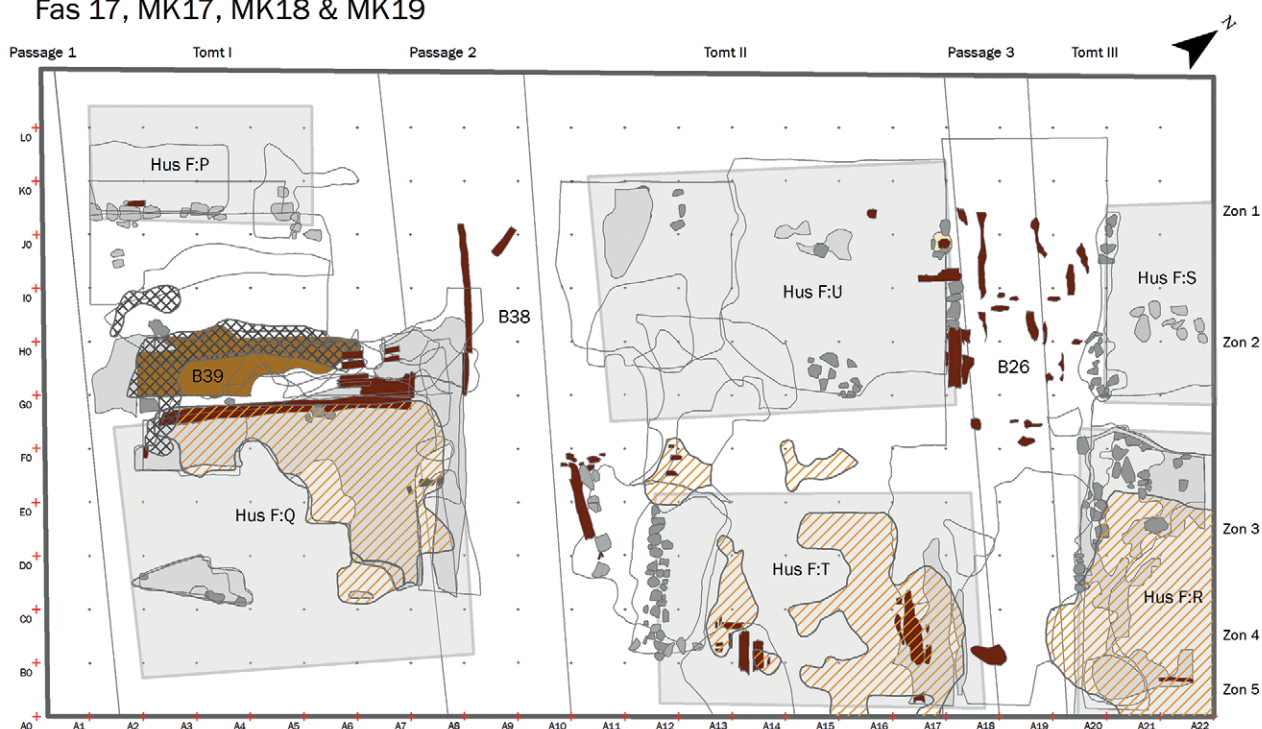 Fas 17, MK17, MK18 & MK19
N
Passage 1 Tomt I Passage 2 Tomt II Passage 3 Tomt III
L0
Hus F:P
K0
Zon 1
J0
Hus F:S
I0
Hus F:U
B38
Zon 2
H0
B39
B26
G0
F0
Hus F:Q
E0
Zon 3
D0
Hus F:T
Hus F:R
C0
Zon 4
B0
Zon 5
A0 A1 A2 A3 A4 A5 A6 A7 A8 A9 A10 A11 A12 A13 A14 A15 A16 A17 A18 A19 A20 A21 A22